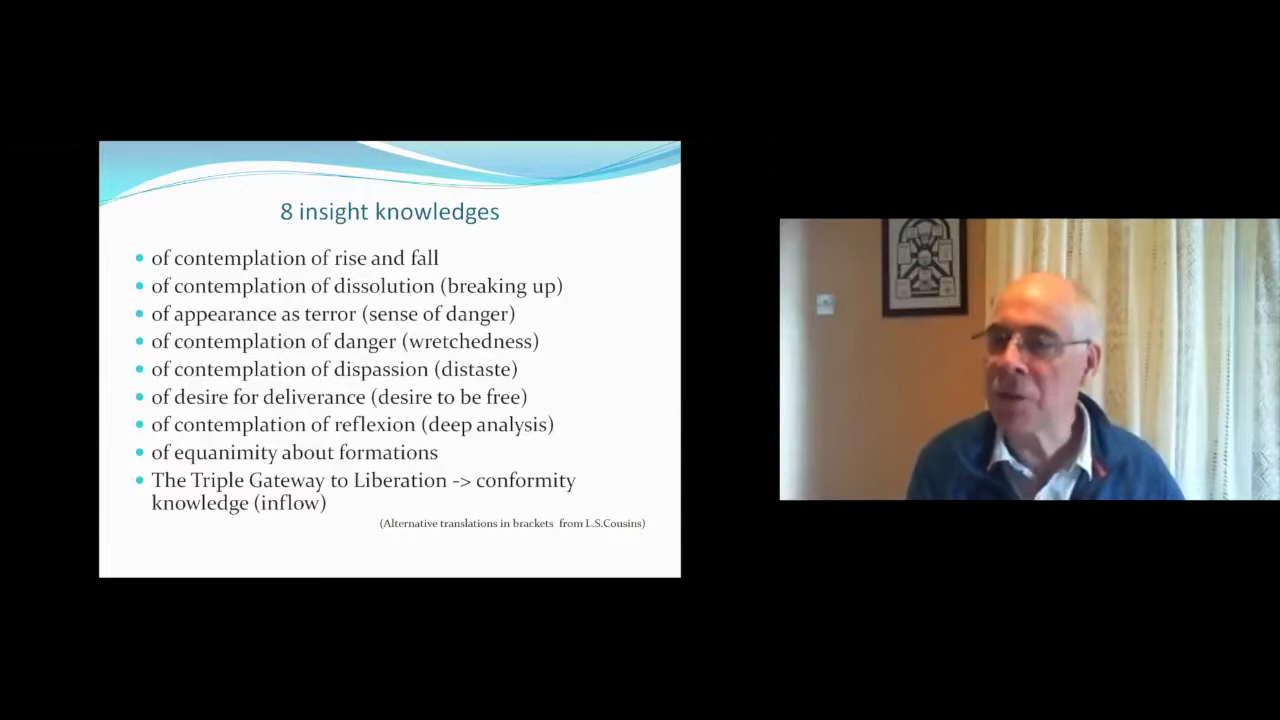 8 insight knowledges
of contemplation of rise and fall
of contemplation of dissolution (breaking up)
of appearance as terror (sense of danger)
of contemplation of danger (wretchedness)
of contemplation of dispassion (distaste)
of desire for deliverance (desire to be free)
of contemplation of reflexion (deep analysis)
of equanimity about formations
The Triple Gateway to Liberation -> conformity
knowledge (inflow)
(Alternative translations in brackets from L.S.Cousins)